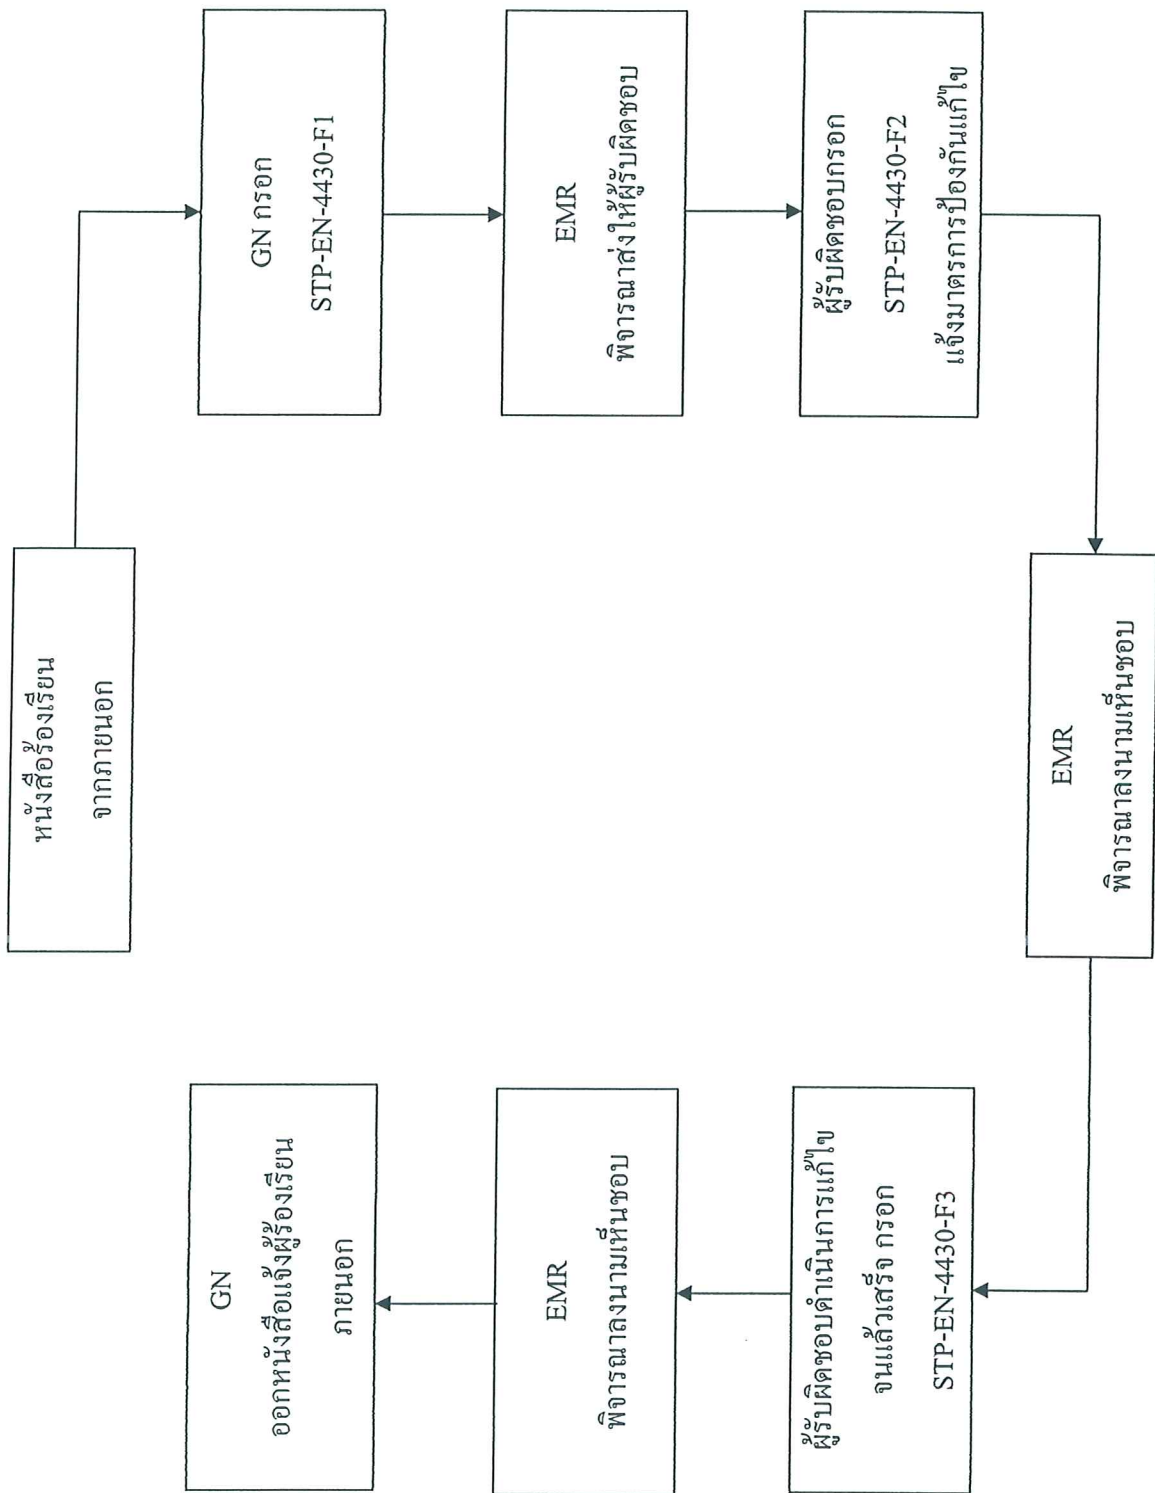 หนังสือร้องเรียน
จากภายนอก
GN กรอก
STP-EN-4430-F1
EMR
พิจารณาส่งให้ผู้รับผิดชอบ
ผู้รับผิดชอบกรอก
STP-EN-4430-F2
แจ้งมาตรการป้องกันแก้ไข
EMR
พิจารณาลงนามเห็นชอบ
ผู้รับผิดชอบดำเนินการแก้ไข
จนแล้วเสร็จ กรอก
STP-EN-4430-F3
EMR
พิจารณาลงนามเห็นชอบ
GN
ออกหนังสือแจ้งผู้ร้องเรียน
ภายนอก